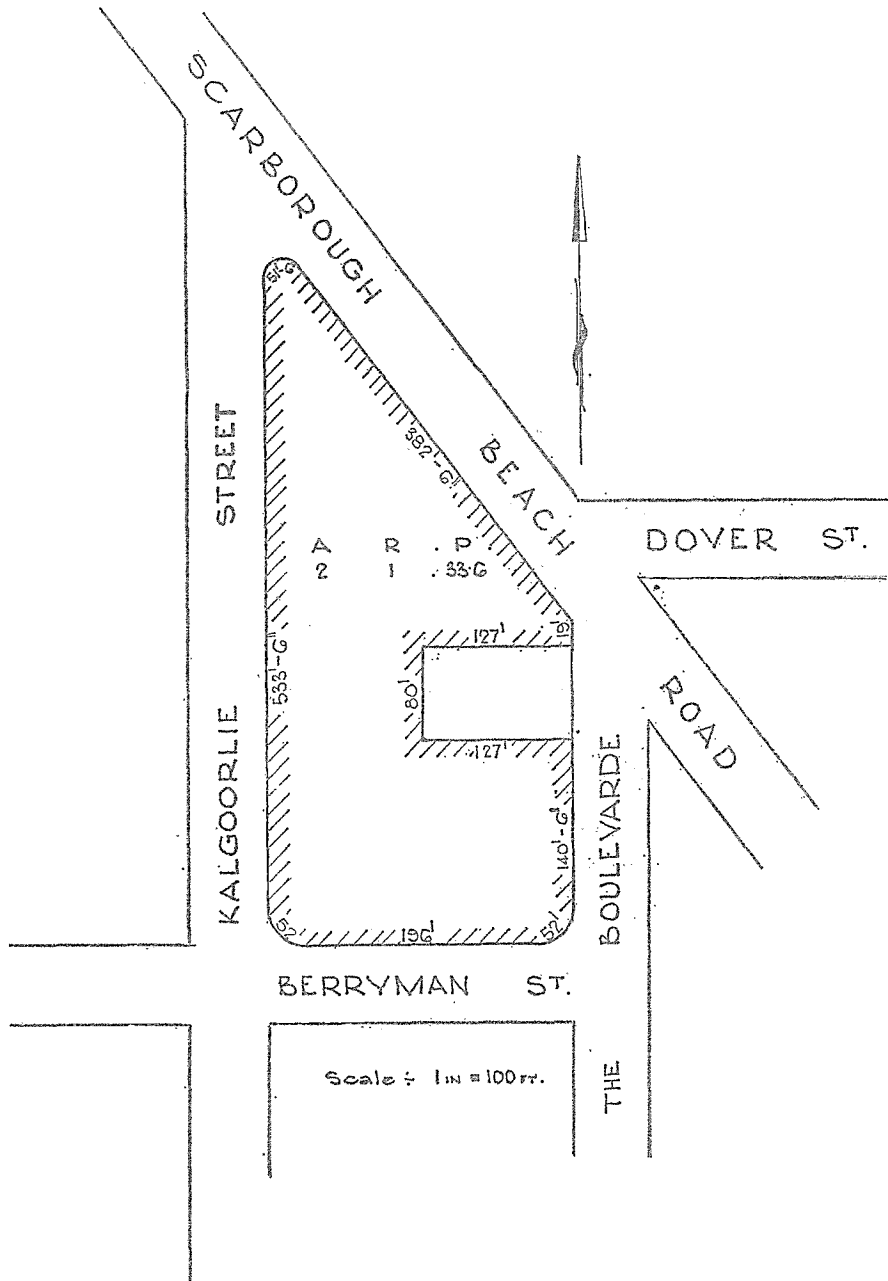 SCARBOROUGH BEACH ROAD
51'-6"
382'-6"
KALGOORLIE STREET
A R P
2 1 33·6
DOVER ST.
533'-6"
127'
19'
80'
127'
140'-6"
THE BOULEVARDE
52'
196'
52'
BERRYMAN ST.
Scale ÷ 1 IN = 100 FT.